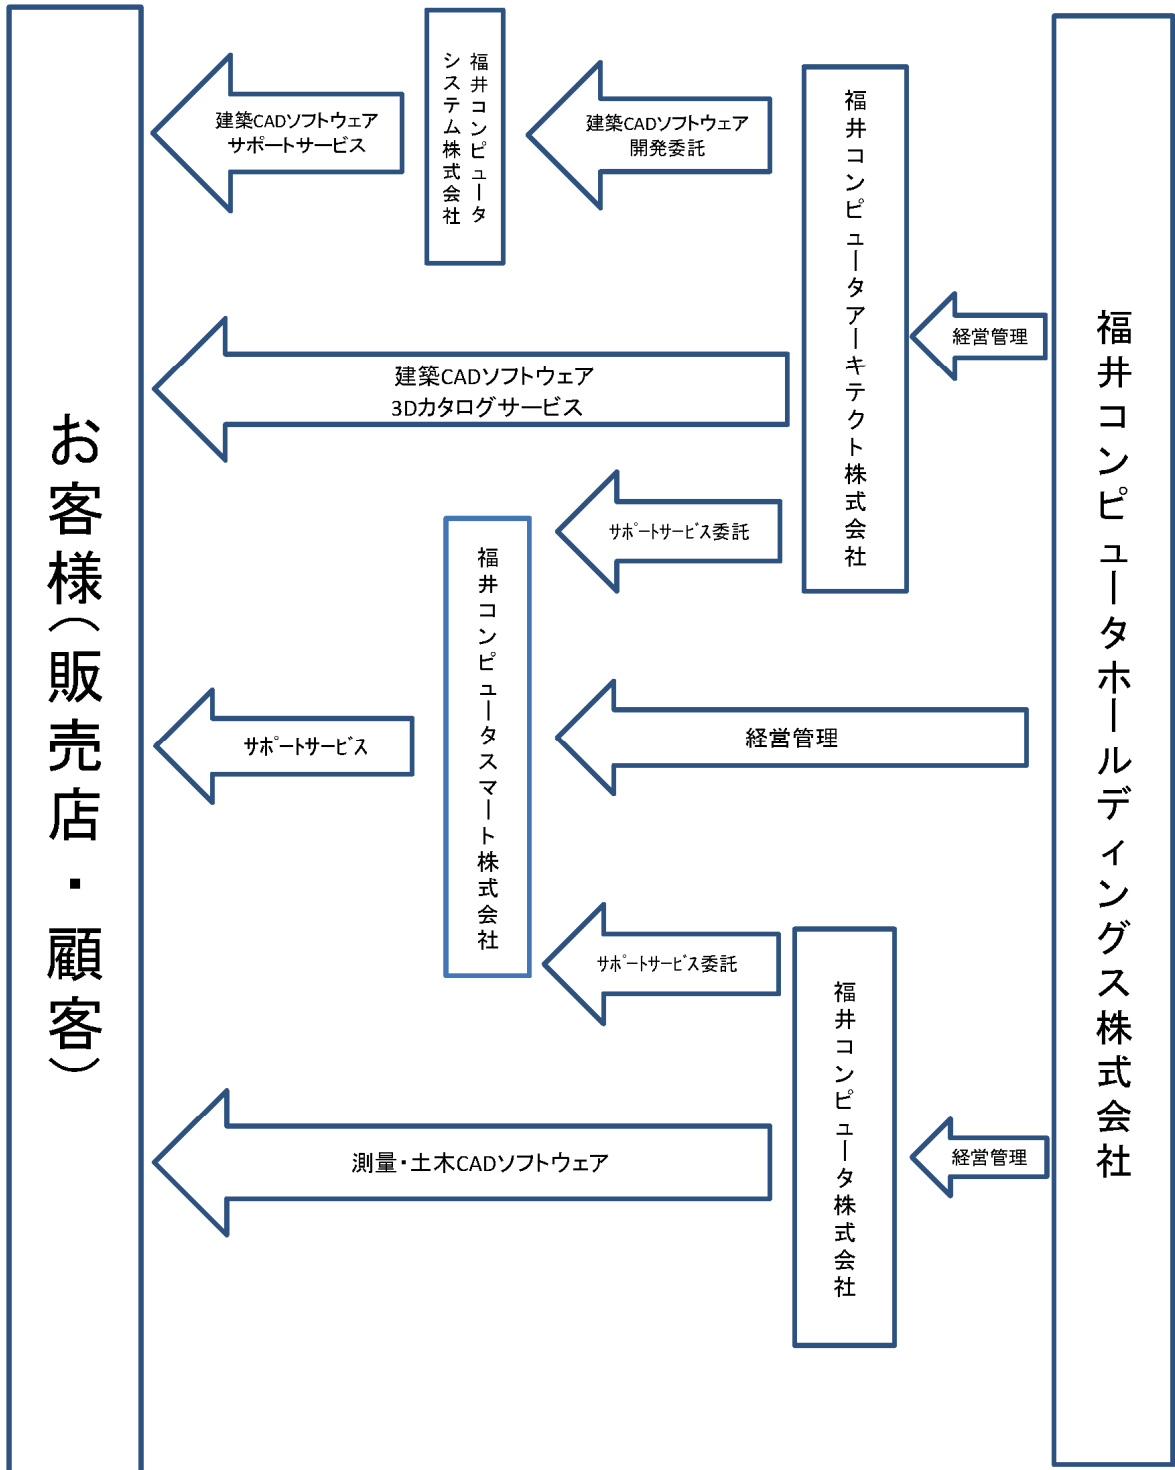 お客様（販売店・顧客）
建築CADソフトウェア
サポートサービス
福井コンピュータ
システム株式会社
建築CADソフトウェア
開発委託
福井コンピュータアーキテクト株式会社
経営管理
福井コンピュータホールディングス株式会社
建築CADソフトウェア
3Dカタログサービス
サポートサービス委託
福井コンピュータスマート株式会社
サポートサービス
経営管理
サポートサービス委託
福井コンピュータ株式会社
測量・土木CADソフトウェア
経営管理